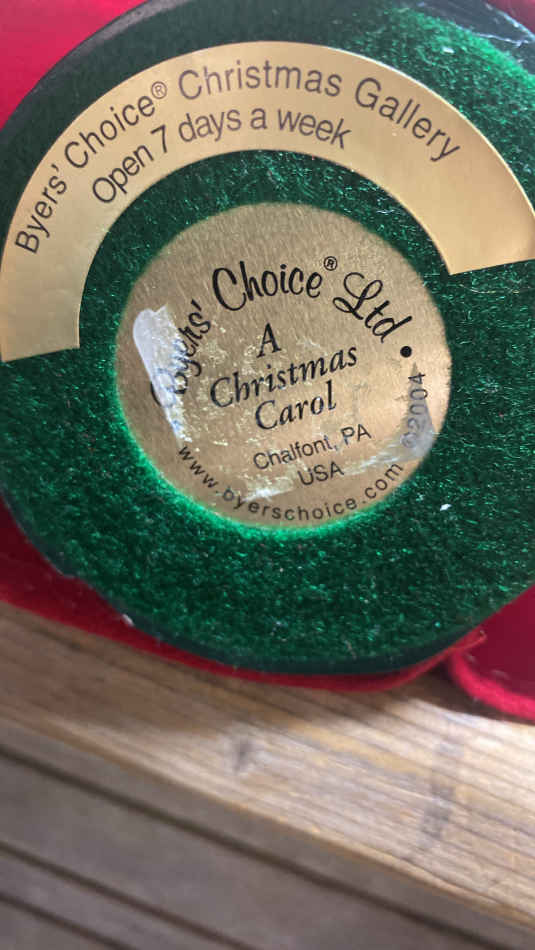 Byers' Choice® Christmas Gallery
Open 7 days a week
Byers' Choice® Ltd.
A
Christmas
Carol
Chalfont, PA
USA
www.byerschoice.com
©2004